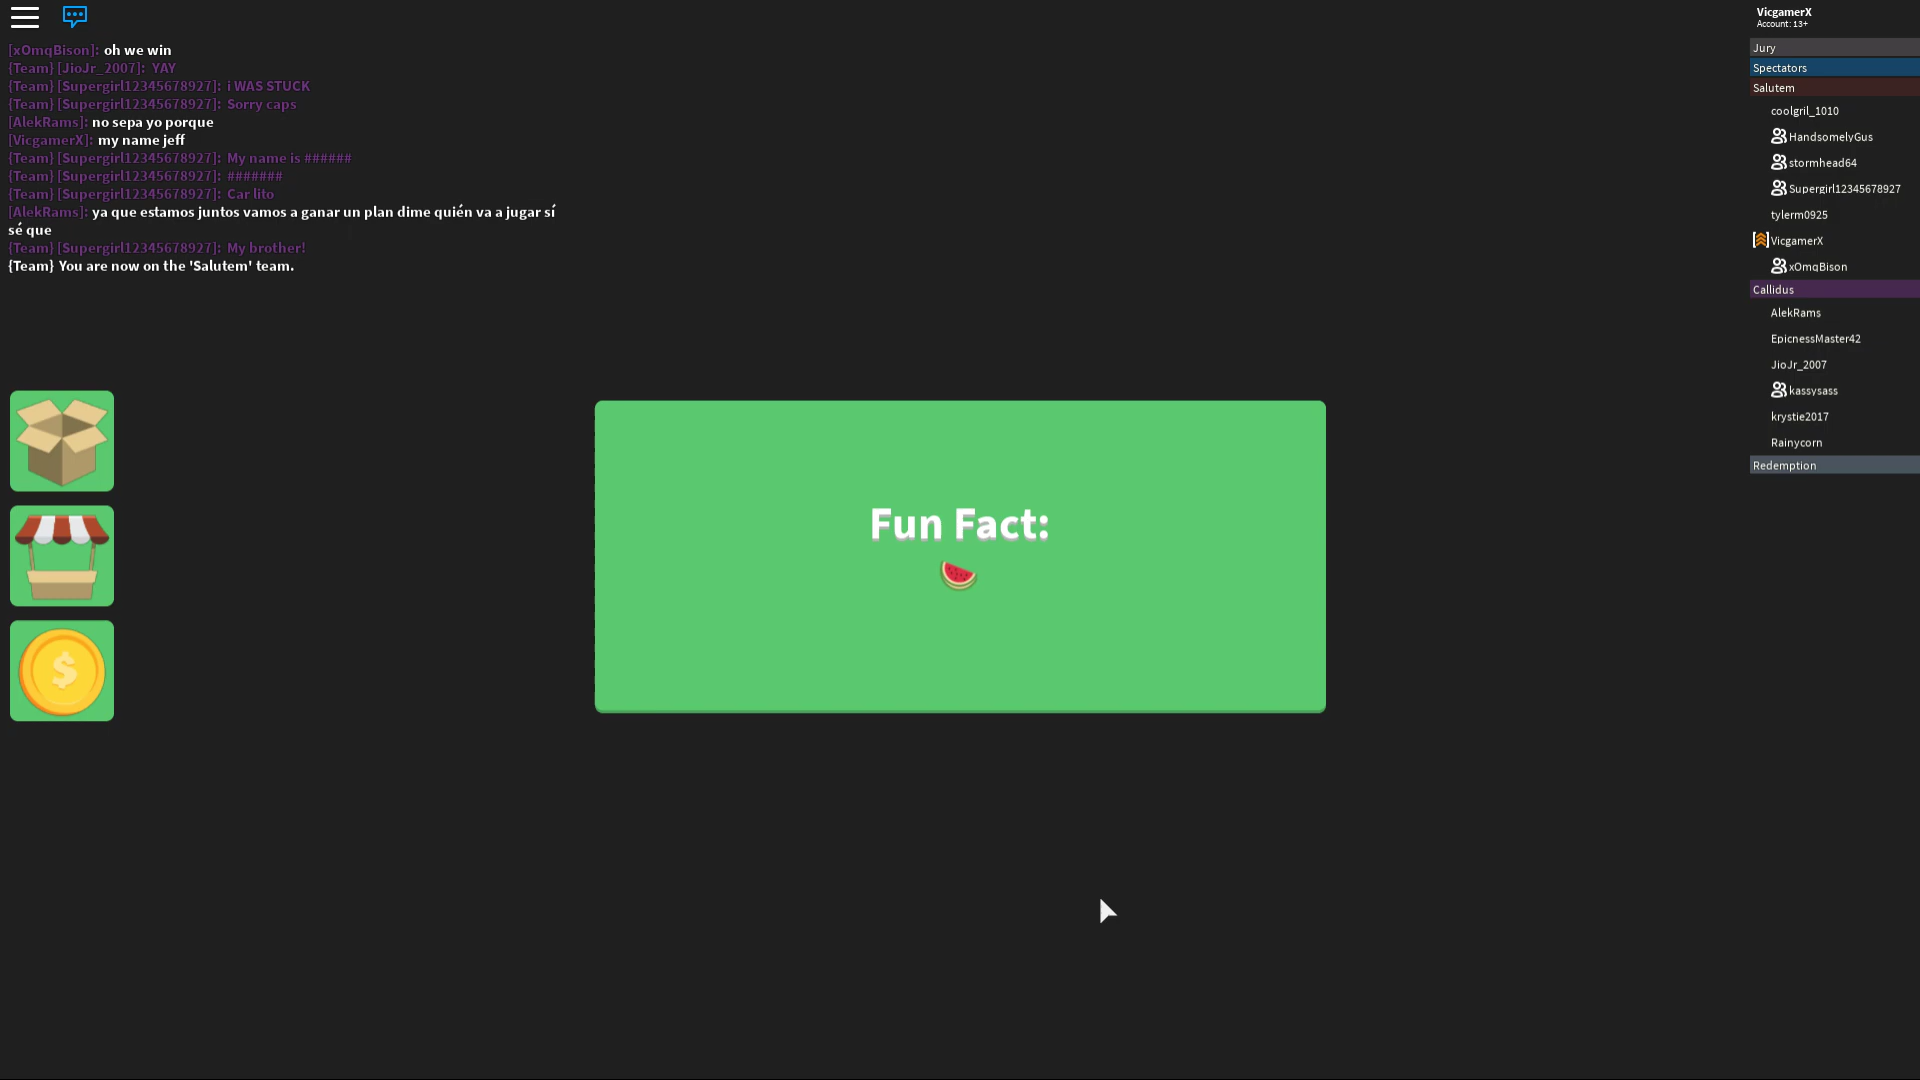 [xOmqBison]: oh we win
{Team} [JioJr_2007]: YAY
{Team} [Supergirl12345678927]: i WAS STUCK
{Team} [Supergirl12345678927]: Sorry caps
[AlekRams]: no sepa yo porque
[VicgamerX]: my name jeff
{Team} [Supergirl12345678927]: My name is ######
{Team} [Supergirl12345678927]: #######
{Team} [Supergirl12345678927]: Car lito
[AlekRams]: ya que estamos juntos vamos a ganar un plan dime quién va a jugar sí
sé que
{Team} [Supergirl12345678927]: My brother!
{Team} You are now on the 'Salutem' team.
$
Fun Fact:
🍉
VicgamerX
Account: 13+
Jury
Spectators
Salutem
coolgril_1010
HandsomelyGus
stormhead64
Supergirl12345678927
tylerm0925
VicgamerX
xOmqBison
Callidus
AlekRams
EpicnessMaster42
JioJr_2007
kassysass
krystie2017
Rainycorn
Redemption